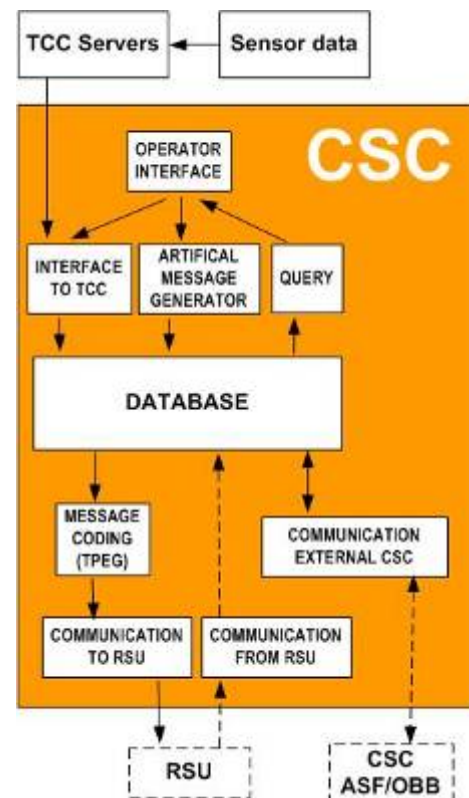 TCC Servers
Sensor data
CSC
OPERATOR
INTERFACE
INTERFACE
TO TCC
ARTIFICAL
MESSAGE
GENERATOR
QUERY
DATABASE
MESSAGE
CODING
(TPEG)
COMMUNICATION
EXTERNAL CSC
COMMUNICATION
TO RSU
COMMUNICATION
FROM RSU
RSU
CSC
ASF/OBB